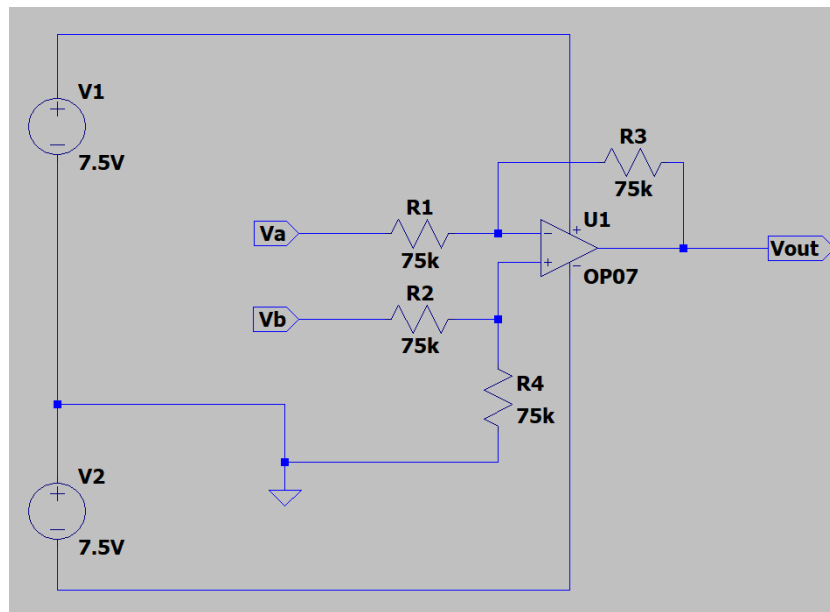 V1
+
−
7.5V
R3
75k
Va
R1
75k
U1
−
+
+
−
OP07
Vout
Vb
R2
75k
R4
75k
V2
+
−
7.5V